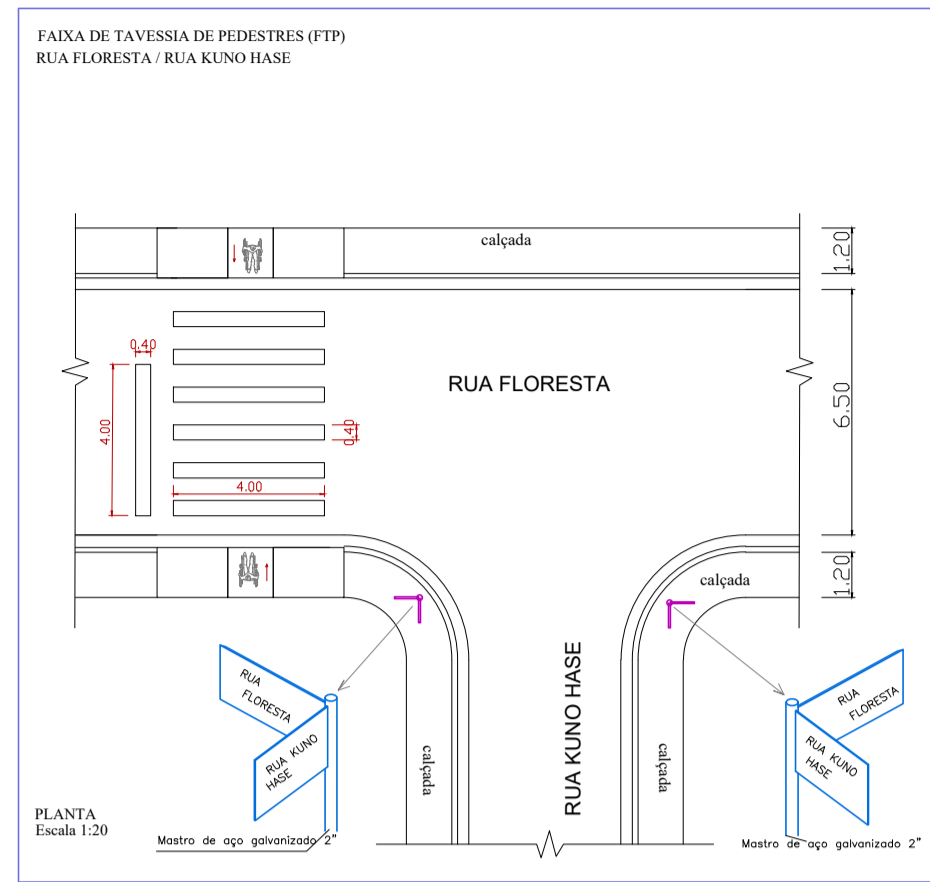 FAIXA DE TAVESSIA DE PEDESTRES (FTP)
RUA FLORESTA / RUA KUNO HASE
calçada
1.20
0.40
RUA FLORESTA
6.50
4.00
0.40
4.00
calçada
1.20
RUA KUNO HASE
RUA
FLORESTA
RUA KUNO
HASE
calçada
calçada
RUA
FLORESTA
RUA KUNO
HASE
PLANTA
Escala 1:20
Mastro de aço galvanizado 2"
Mastro de aço galvanizado 2"